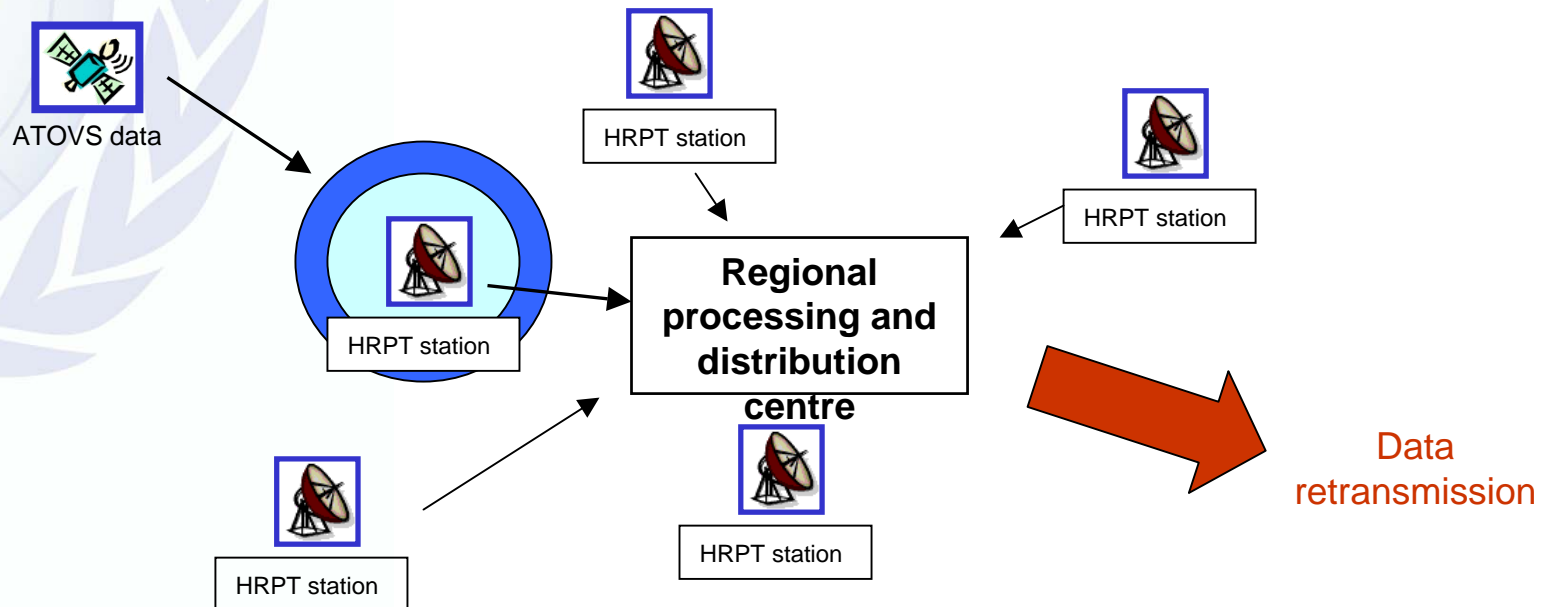 ATOVS data
HRPT station
HRPT station
HRPT station
Regional
processing and
distribution
centre
Data
retransmission
HRPT station
HRPT station